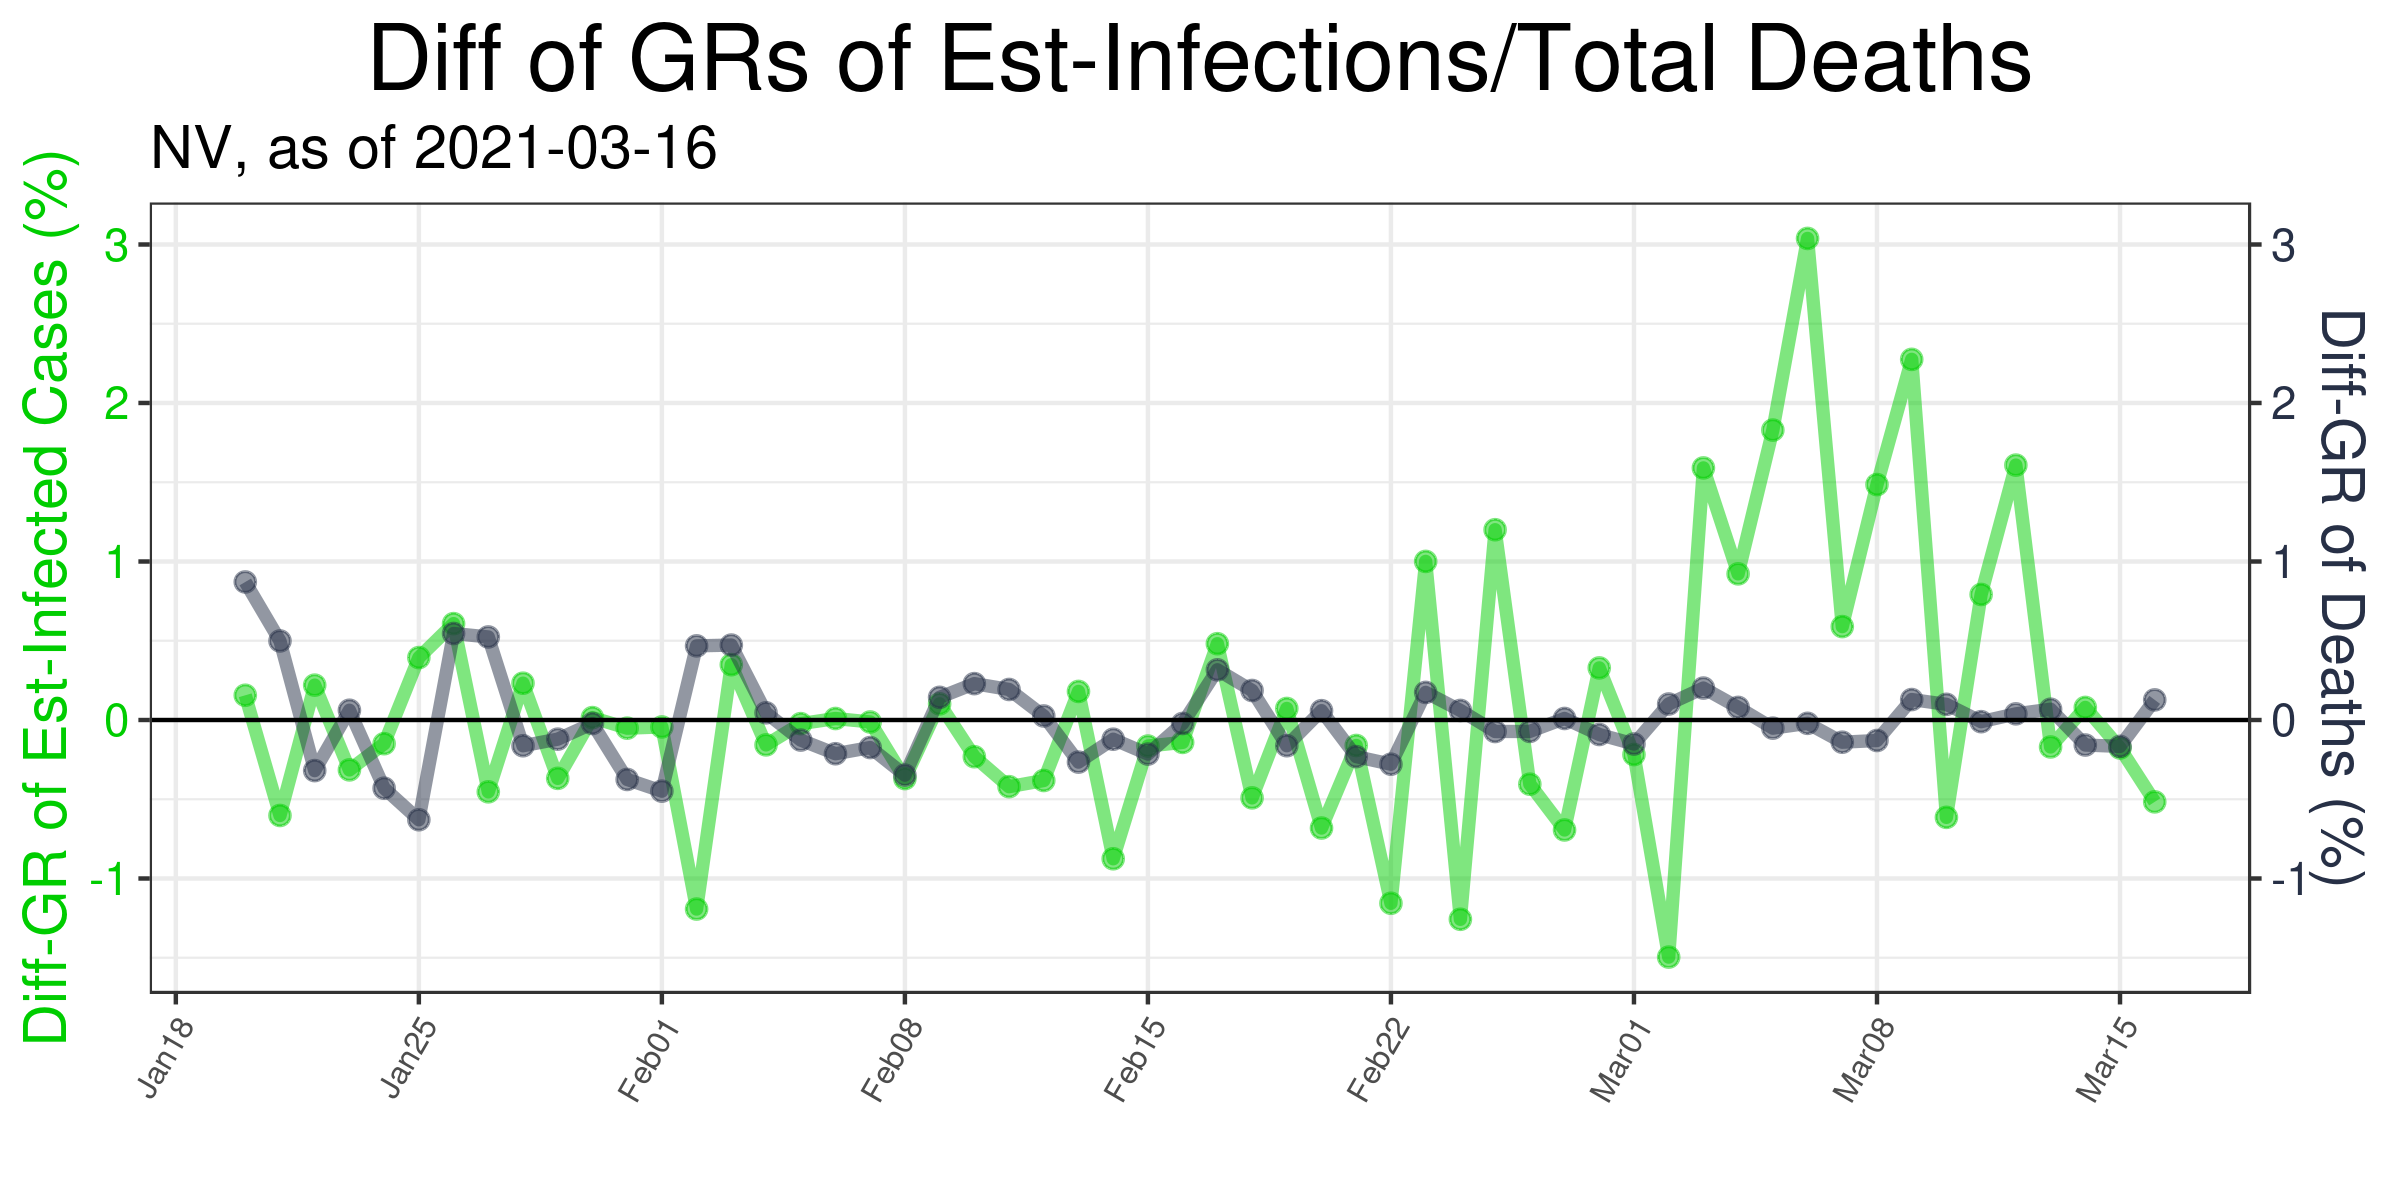 Diff of GRs of Est-Infections/Total Deaths
NV, as of 2021-03-16
Diff-GR of Est-Infected Cases (%)
3
2
1
0
-1
3
2
1
0
-1
Diff-GR of Deaths (%)
Jan18
Jan25
Feb01
Feb08
Feb15
Feb22
Mar01
Mar08
Mar15